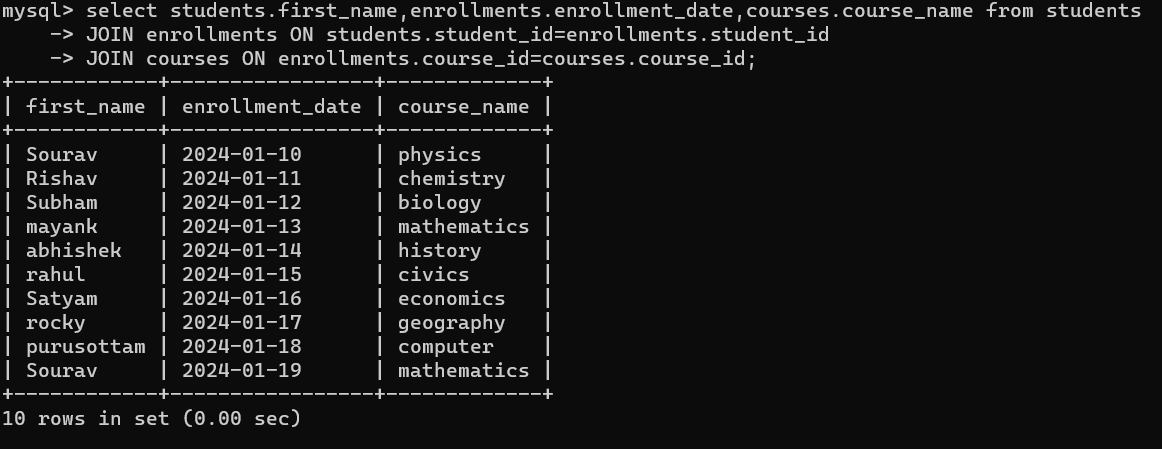 mysql> select students.first_name,enrollments.enrollment_date,courses.course_name from students
    -> JOIN enrollments ON students.student_id=enrollments.student_id
    -> JOIN courses ON enrollments.course_id=courses.course_id;
+------------+-----------------+-------------+
| first_name | enrollment_date | course_name |
+------------+-----------------+-------------+
| Sourav     | 2024-01-10      | physics     |
| Rishav     | 2024-01-11      | chemistry   |
| Subham     | 2024-01-12      | biology     |
| mayank     | 2024-01-13      | mathematics |
| abhishek   | 2024-01-14      | history     |
| rahul      | 2024-01-15      | civics      |
| Satyam     | 2024-01-16      | economics   |
| rocky      | 2024-01-17      | geography   |
| purusottam | 2024-01-18      | computer    |
| Sourav     | 2024-01-19      | mathematics |
+------------+-----------------+-------------+
10 rows in set (0.00 sec)